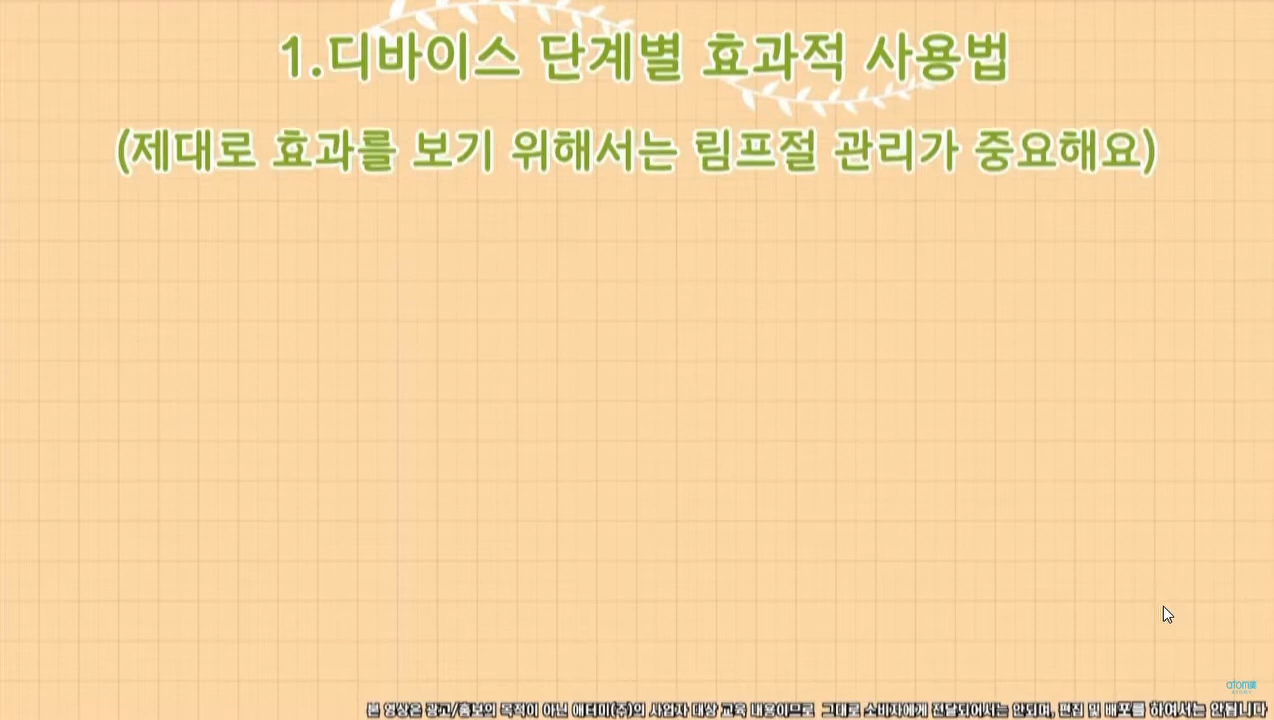 1.디바이스 단계별 효과적 사용법
(제대로 효과를 보기 위해서는 림프절 관리가 중요해요)
atom美
본 영상은 광고/홍보의 목적이 아닌 애터미(주)의 사업자 대상 교육 내용이므로 그대로 소비자에게 전달되어서는 안되며, 편집 및 배포를 하여서는 안됩니다